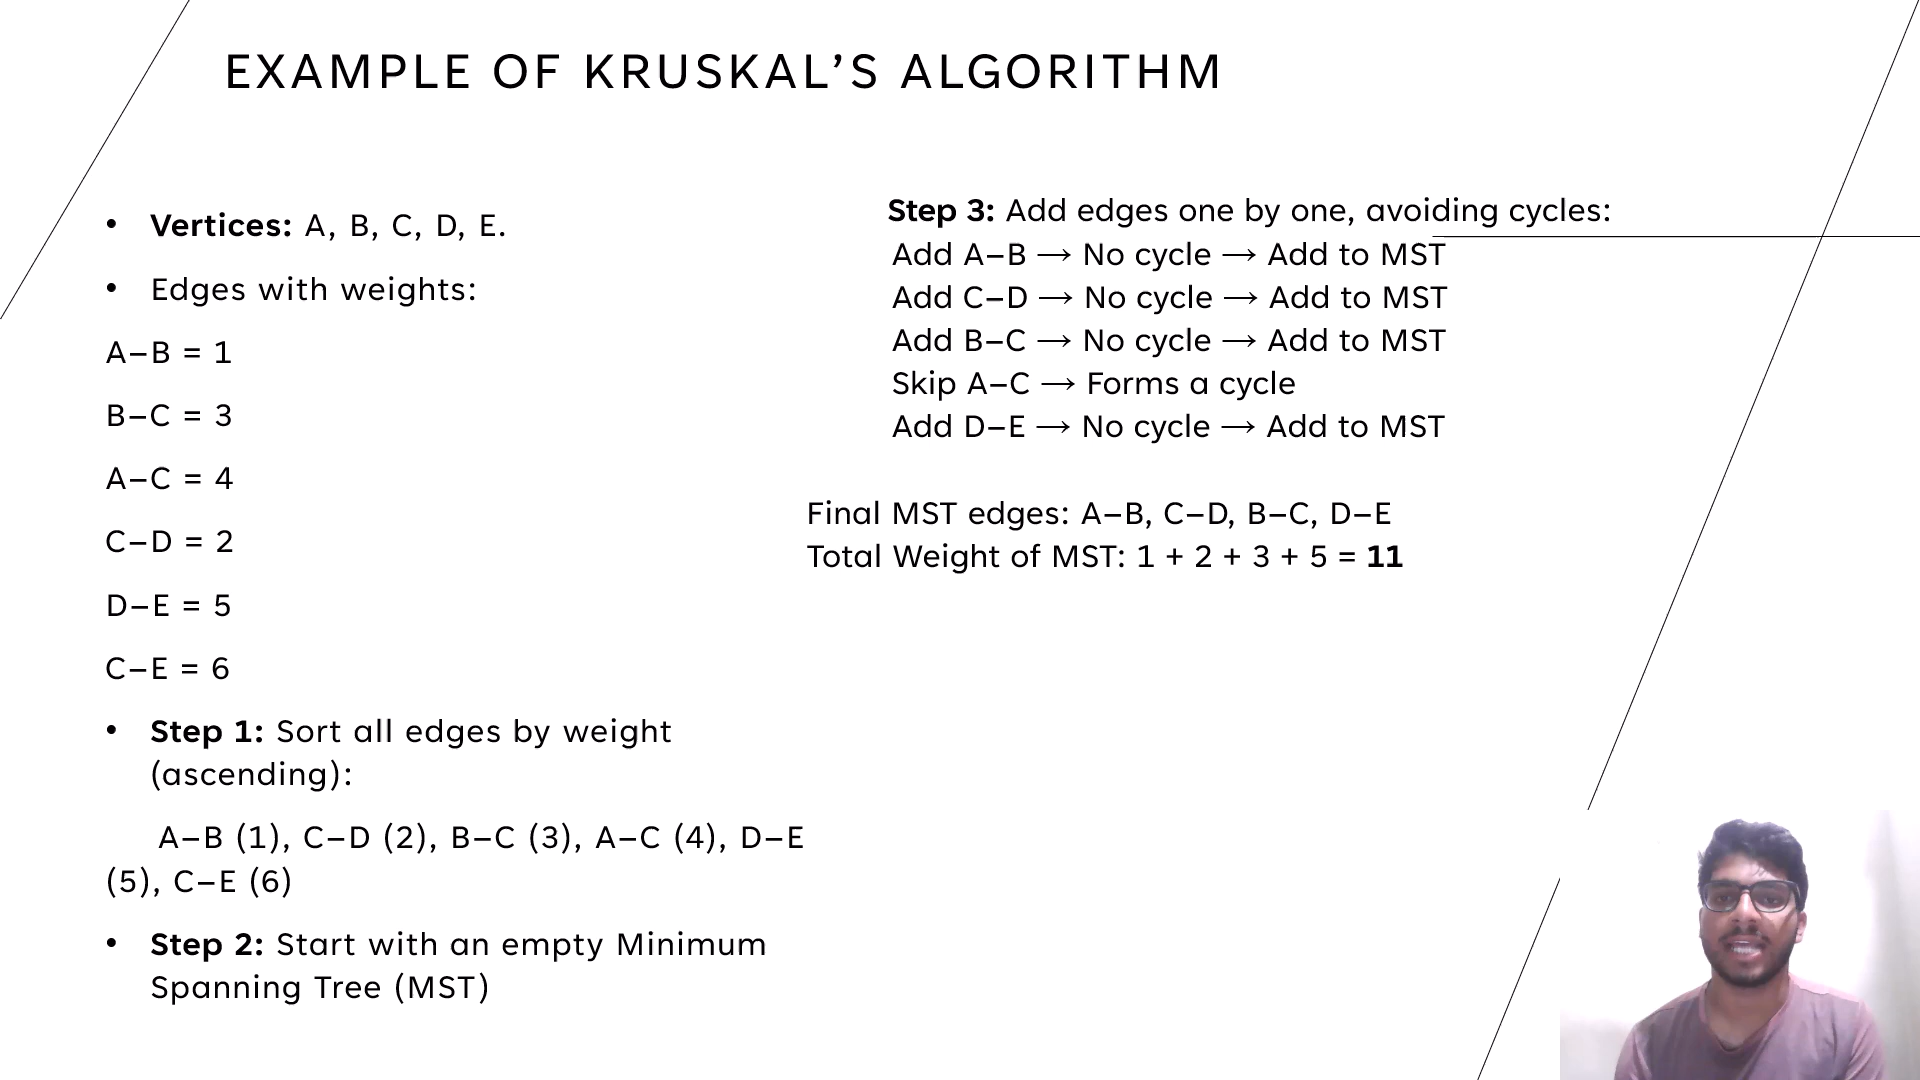 EXAMPLE OF KRUSKAL’S ALGORITHM
• Vertices: A, B, C, D, E.
• Edges with weights:
A–B = 1
B–C = 3
A–C = 4
C–D = 2
D–E = 5
C–E = 6
• Step 1: Sort all edges by weight
(ascending):
A–B (1), C–D (2), B–C (3), A–C (4), D–E
(5), C–E (6)
• Step 2: Start with an empty Minimum
Spanning Tree (MST)
Step 3: Add edges one by one, avoiding cycles:
Add A–B → No cycle → Add to MST
Add C–D → No cycle → Add to MST
Add B–C → No cycle → Add to MST
Skip A–C → Forms a cycle
Add D–E → No cycle → Add to MST
Final MST edges: A–B, C–D, B–C, D–E
Total Weight of MST: 1 + 2 + 3 + 5 = 11